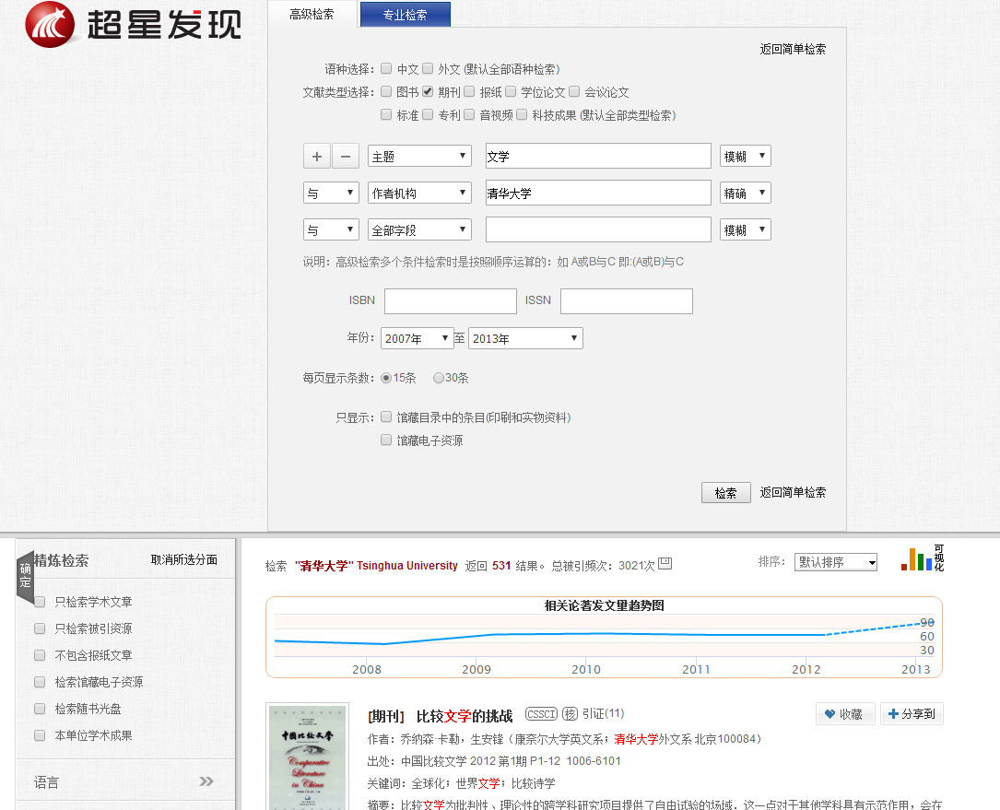 超星发现
高级检索 专业检索
返回简单检索
语种选择： 中文 外文 (默认全部语种检索)
文献类型选择： 图书 期刊 报纸 学位论文 会议论文
标准 专利 音视频 科技成果 (默认全部类型检索)
+ − 主题 文学 模糊
与 作者机构 清华大学 精确
与 全部字段 模糊
说明：高级检索多个条件检索时是按照顺序运算的：如 A或B与C 即:(A或B)与C
ISBN ISSN
年份： 2007年 至 2013年
每页显示条数： 15条 30条
只显示： 馆藏目录中的条目(印刷和实物资料)
馆藏电子资源
检索 返回简单检索
确定
精炼检索 取消所选分面
只检索学术文章
只检索被引资源
不包含报纸文章
检索馆藏电子资源
检索随书光盘
本单位学术成果
语言 »
检索 "清华大学" Tsinghua University 返回 531 结果。总被引频次：3021次
排序： 默认排序 可视化
相关论著发文量趋势图
90
60
30
2008 2009 2010 2011 2012 2013
中国比较文学
Comparative
Literature
in China
[期刊] 比较文学的挑战 CSSCI 核 引证(11)
收藏 分享到
作者：乔纳森·卡勒，生安锋（康奈尔大学英文系；清华大学外文系 北京100084）
出处：中国比较文学 2012 第1期 P1-12 1006-6101
关键词：全球化；世界文学；比较诗学
摘要：比较文学为批判性、理论性的跨学科研究项目提供了自由试验的场域，这一点对于其他学科具有示范作用，会在